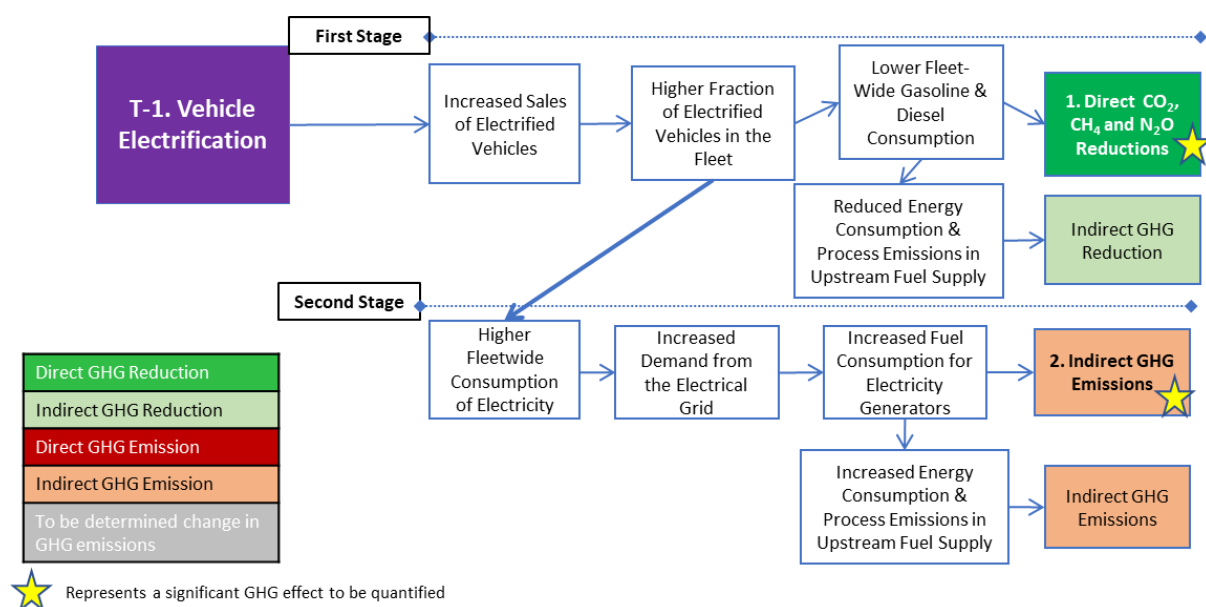 First Stage
T-1. Vehicle
Electrification
Increased Sales
of Electrified
Vehicles
Higher Fraction
of Electrified
Vehicles in the
Fleet
Lower Fleet-
Wide Gasoline &
Diesel
Consumption
1. Direct CO₂,
CH₄ and N₂O
Reductions
Reduced Energy
Consumption &
Process Emissions in
Upstream Fuel Supply
Indirect GHG
Reduction
Second Stage
Higher
Fleetwide
Consumption
of Electricity
Increased
Demand from
the Electrical
Grid
Increased Fuel
Consumption for
Electricity
Generators
2. Indirect GHG
Emissions
Increased Energy
Consumption &
Process Emissions in
Upstream Fuel Supply
Indirect GHG
Emissions
Direct GHG Reduction
Indirect GHG Reduction
Direct GHG Emission
Indirect GHG Emission
To be determined change in
GHG emissions
Represents a significant GHG effect to be quantified